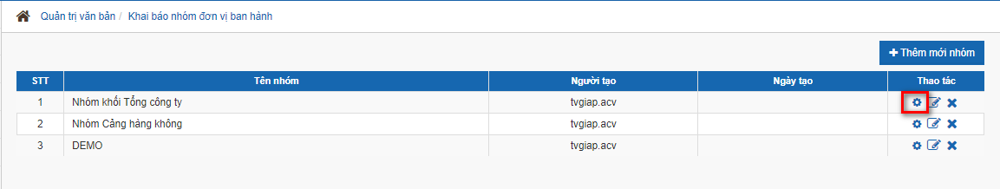 Quản trị văn bản / Khai báo nhóm đơn vị ban hành
Thêm mới nhóm
STT Tên nhóm Người tạo Ngày tạo Thao tác
1 Nhóm khối Tổng công ty tvgiap.acv
2 Nhóm Cảng hàng không tvgiap.acv
3 DEMO tvgiap.acv